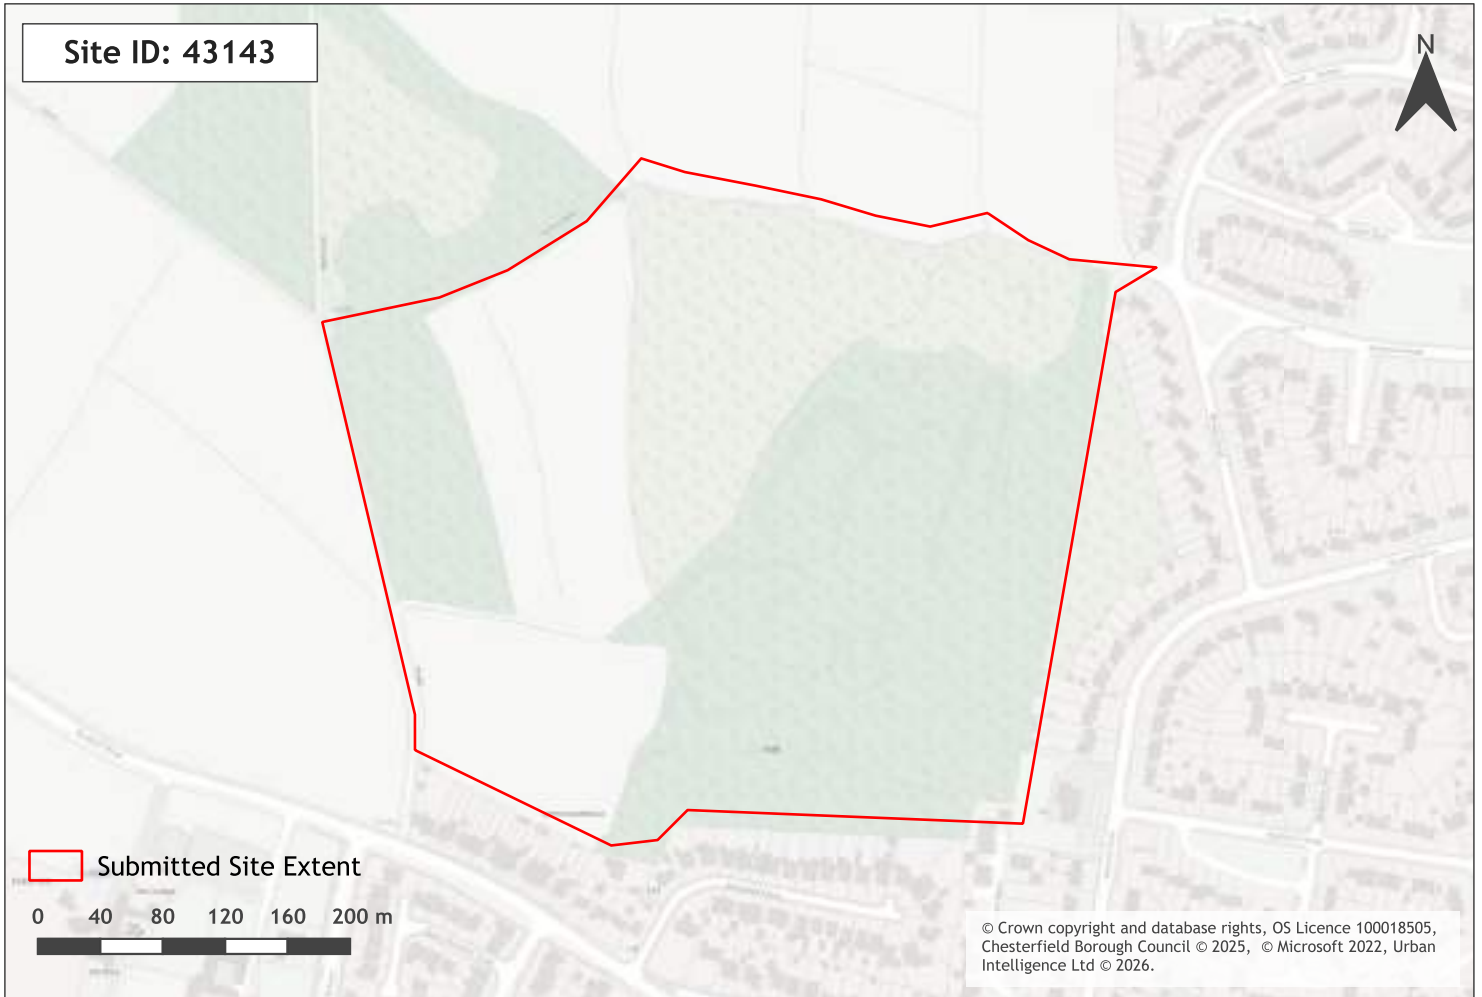 Site ID: 43143
N
Submitted Site Extent
0 40 80 120 160 200 m
© Crown copyright and database rights, OS Licence 100018505,
Chesterfield Borough Council © 2025, © Microsoft 2022, Urban
Intelligence Ltd © 2026.